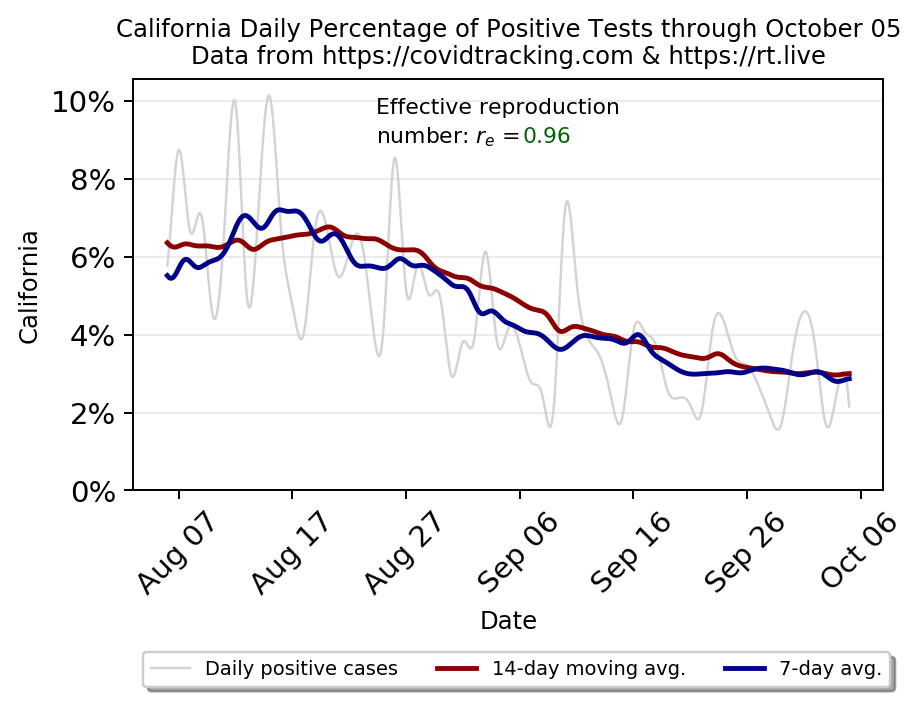 California Daily Percentage of Positive Tests through October 05
Data from https://covidtracking.com & https://rt.live
Effective reproduction
number: rₑ = 0.96
10%
8%
6%
4%
2%
0%
California
Aug 07
Aug 17
Aug 27
Sep 06
Sep 16
Sep 26
Oct 06
Date
Daily positive cases
14-day moving avg.
7-day avg.